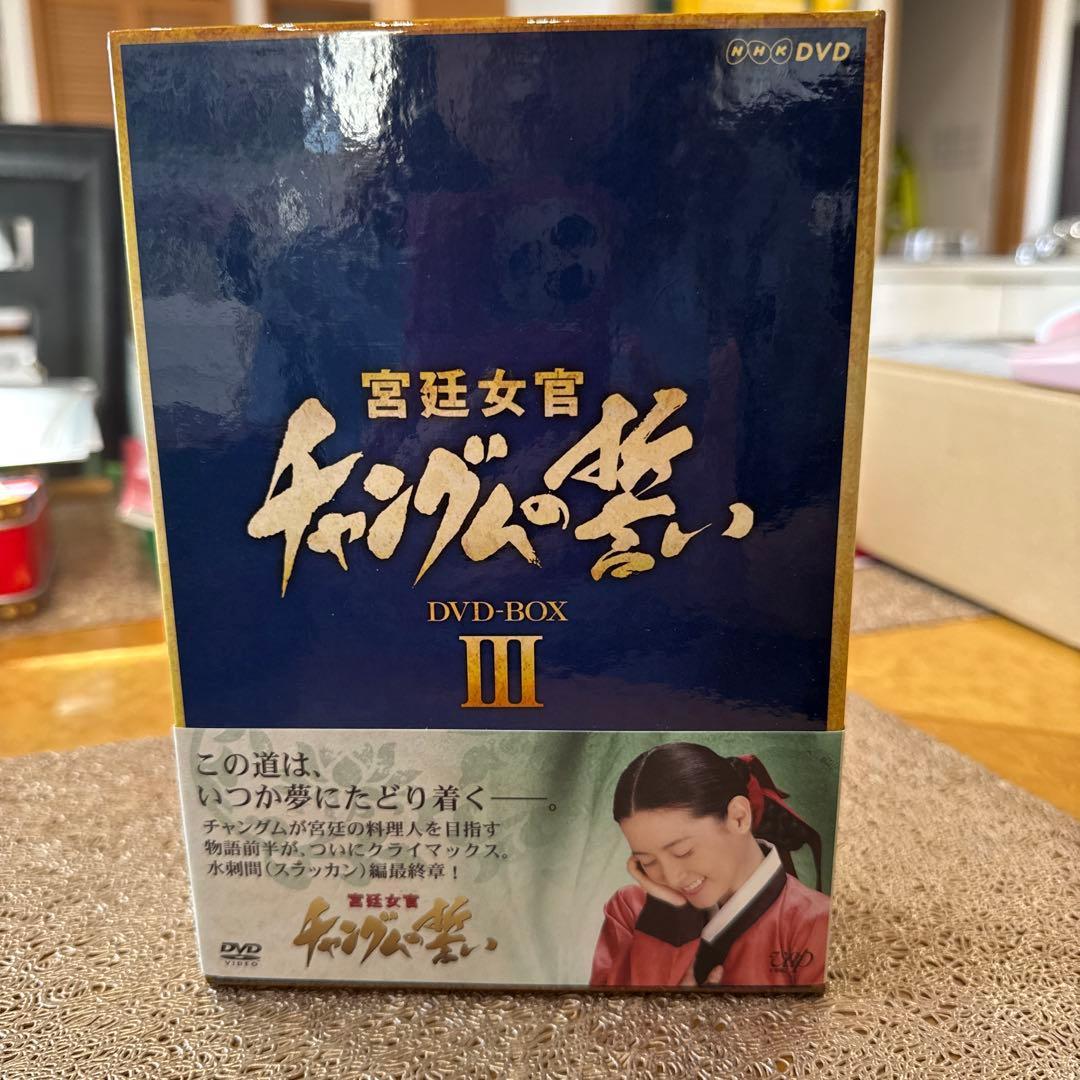 NHK DVD
宮廷女官
チャングムの誓い
DVD-BOX
III
この道は、
いつか夢にたどり着く——。
チャングムが宮廷の料理人を目指す
物語前半が、ついにクライマックス。
水刺間(スラッカン)編最終章!
宮廷女官
チャングムの誓い
DVD
VIDEO